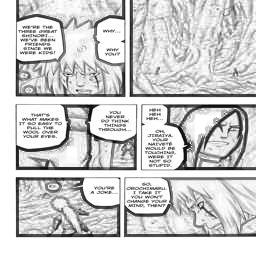 WE'RE THE
THREE GREAT
SHINOBI...
WE'VE BEEN
FRIENDS
SINCE WE
WERE KIDS!
WHY...
WHY
YOU?
THAT'S
WHAT MAKES
IT SO EASY TO
PULL THE
WOOL OVER
YOUR EYES.
YOU
NEVER
DO THINK
THINGS
THROUGH...
HEH
HEH
HEH...
OH,
JIRAIYA.
YOUR
NAIVETÉ
WOULD BE
TOUCHING,
WERE IT
NOT SO
STUPID.
YOU'RE
A JOKE...
SO,
OROCHIMARU,
I TAKE IT
YOU WON'T
CHANGE YOUR
MIND, THEN?